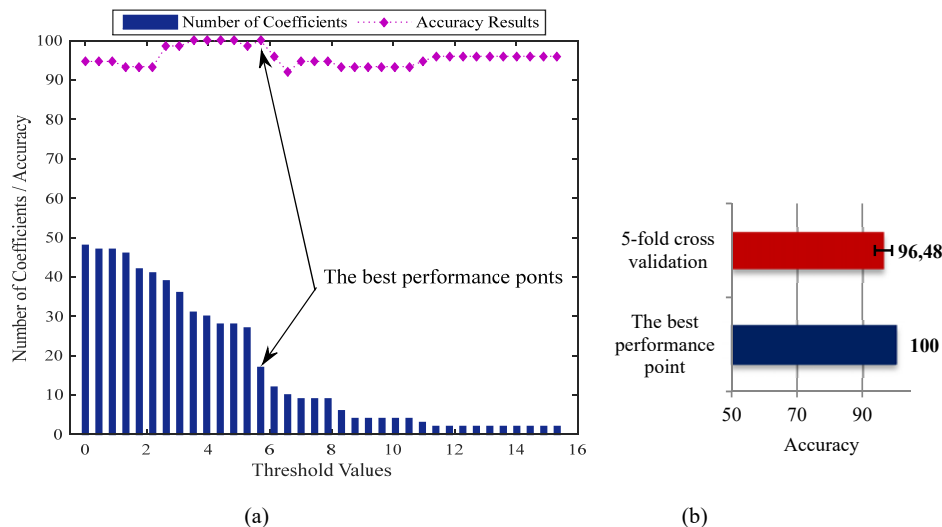 Number of Coefficients Accuracy Results
Number of Coefficients / Accuracy
100
90
80
70
60
50
40
30
20
10
0
0 2 4 6 8 10 12 14 16
Threshold Values
The best performance ponts
(a)
5-fold cross
validation
96,48
The best
performance
point
100
50 70 90
Accuracy
(b)